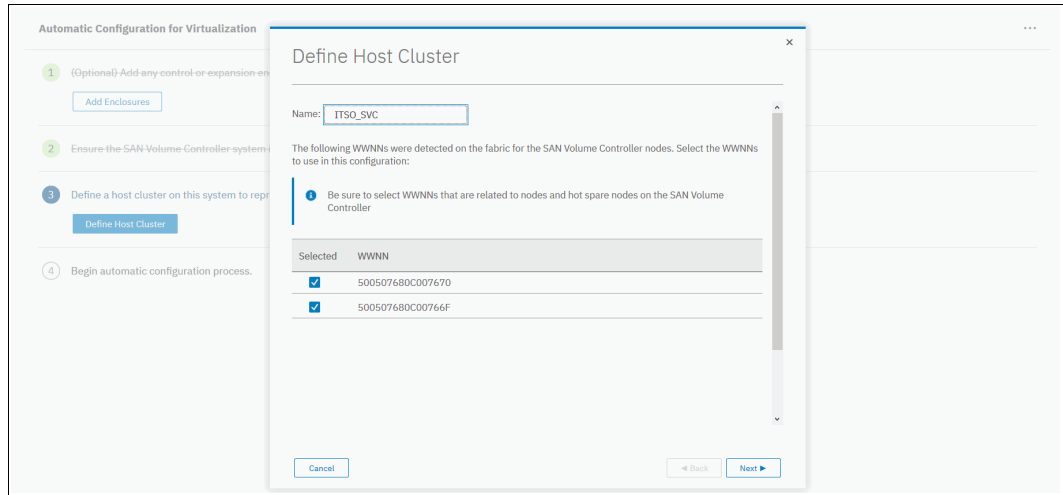 Automatic Configuration for Virtualization
...
1 (Optional) Add any control or expansion en
Add Enclosures
2 Ensure the SAN Volume Controller system
3 Define a host cluster on this system to repr
Define Host Cluster
4 Begin automatic configuration process.
Define Host Cluster
×
Name: ITSO_SVC
The following WWNNs were detected on the fabric for the SAN Volume Controller nodes. Select the WWNNs
to use in this configuration:
Be sure to select WWNNs that are related to nodes and hot spare nodes on the SAN Volume
Controller
Selected WWNN
500507680C007670
500507680C00766F
Cancel
◄ Back
Next ►